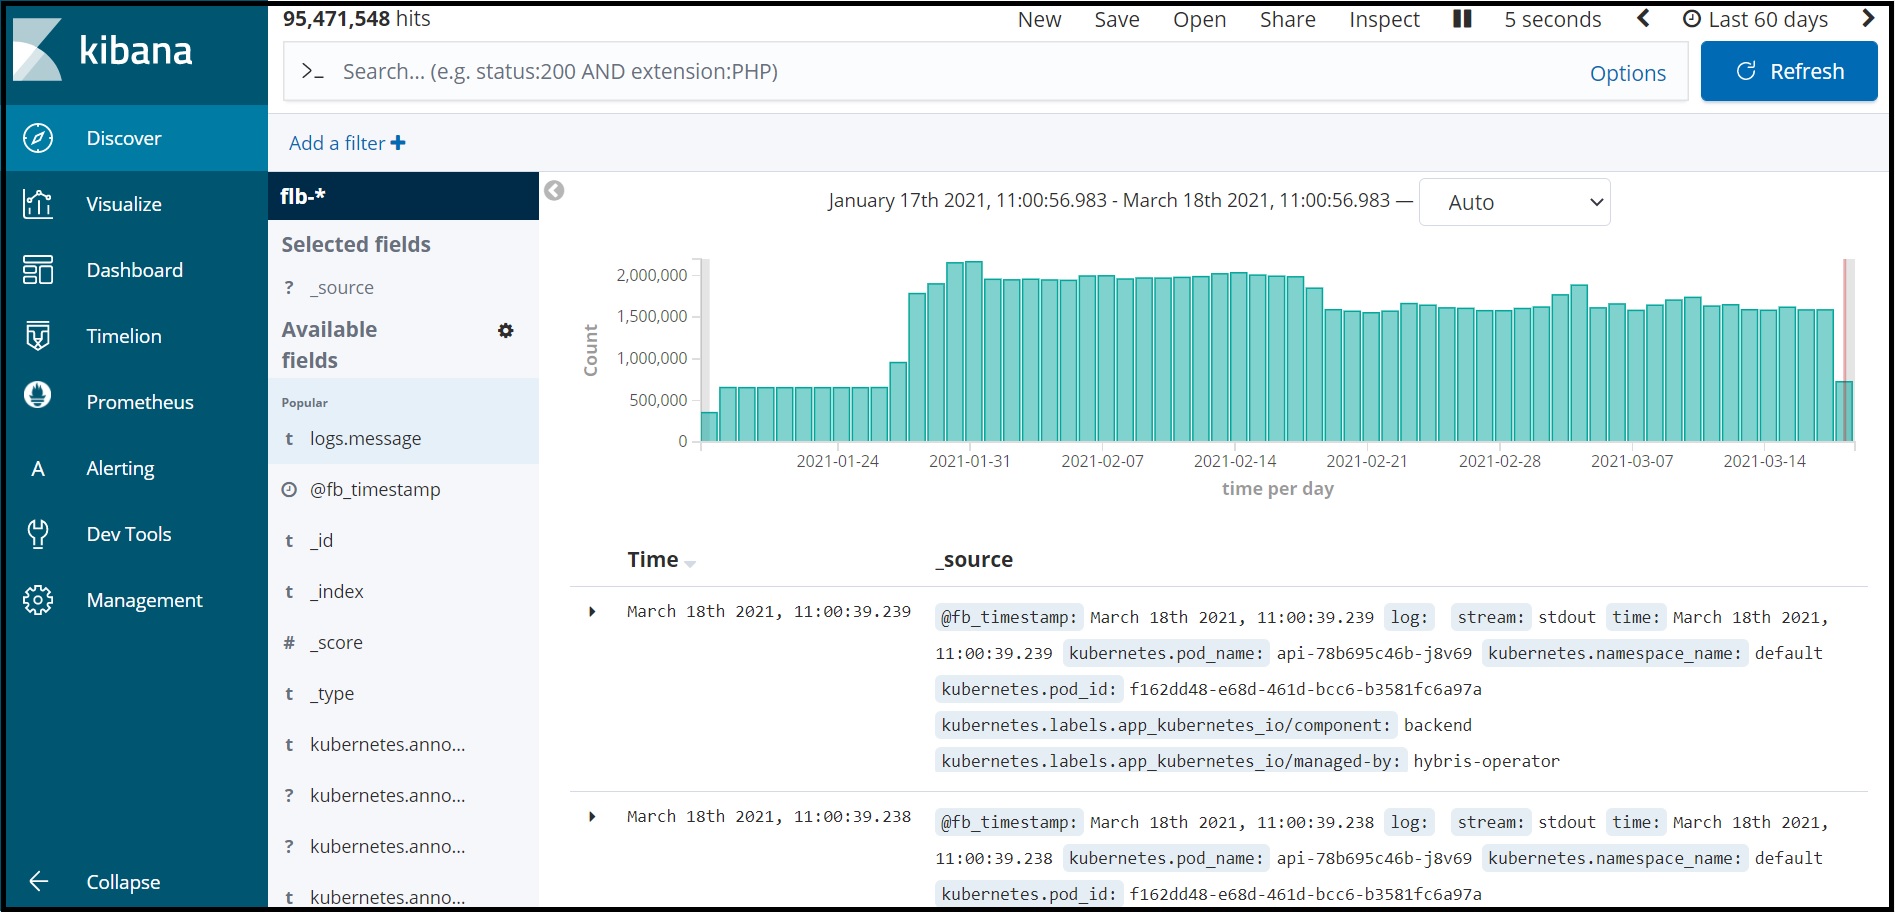 kibana
Discover
Visualize
Dashboard
Timelion
Prometheus
A Alerting
Dev Tools
Management
Collapse
95,471,548 hits
New Save Open Share Inspect 5 seconds Last 60 days
>_ Search... (e.g. status:200 AND extension:PHP) Options Refresh
Add a filter +
flb-*
Selected fields
? _source
Available
fields
Popular
t logs.message
@fb_timestamp
t _id
t _index
# _score
t _type
t kubernetes.anno...
? kubernetes.anno...
? kubernetes.anno...
t kubernetes.anno...
January 17th 2021, 11:00:56.983 - March 18th 2021, 11:00:56.983 — Auto
Count
2,000,000
1,500,000
1,000,000
500,000
0
2021-01-24 2021-01-31 2021-02-07 2021-02-14 2021-02-21 2021-02-28 2021-03-07 2021-03-14
time per day
Time _source
March 18th 2021, 11:00:39.239 @fb_timestamp: March 18th 2021, 11:00:39.239 log: stream: stdout time: March 18th 2021,
11:00:39.239 kubernetes.pod_name: api-78b695c46b-j8v69 kubernetes.namespace_name: default
kubernetes.pod_id: f162dd48-e68d-461d-bcc6-b3581fc6a97a
kubernetes.labels.app_kubernetes_io/component: backend
kubernetes.labels.app_kubernetes_io/managed-by: hybris-operator
March 18th 2021, 11:00:39.238 @fb_timestamp: March 18th 2021, 11:00:39.238 log: stream: stdout time: March 18th 2021,
11:00:39.238 kubernetes.pod_name: api-78b695c46b-j8v69 kubernetes.namespace_name: default
kubernetes.pod_id: f162dd48-e68d-461d-bcc6-b3581fc6a97a